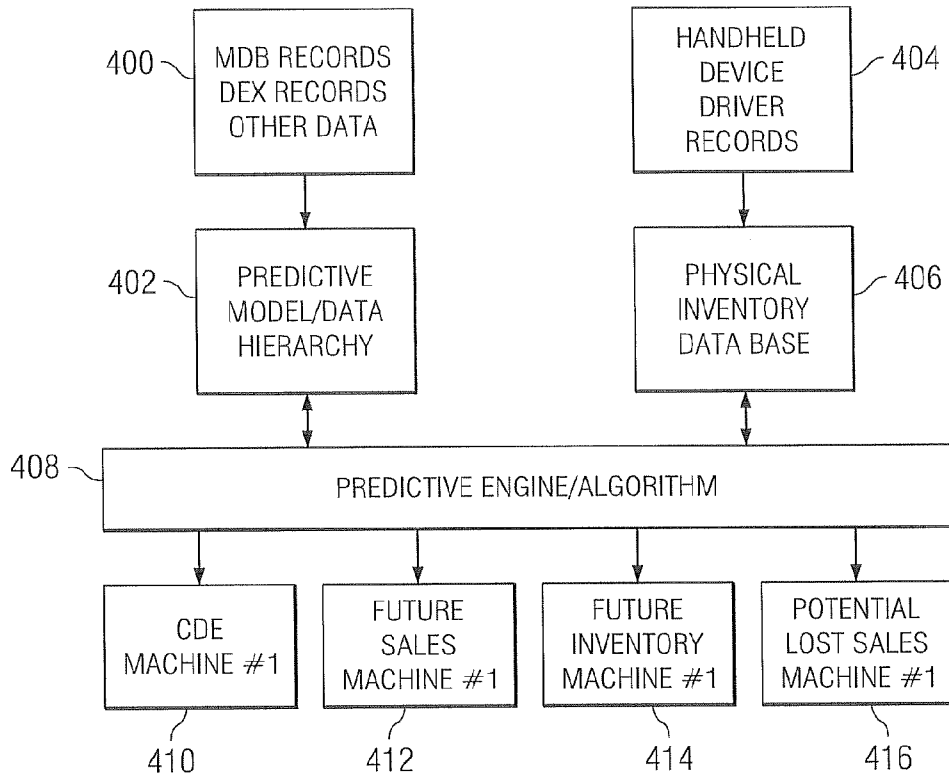 400
MDB RECORDS
DEX RECORDS
OTHER DATA
HANDHELD
DEVICE
DRIVER
RECORDS
404
402
PREDICTIVE
MODEL/DATA
HIERARCHY
PHYSICAL
INVENTORY
DATA BASE
406
408
PREDICTIVE ENGINE/ALGORITHM
CDE
MACHINE #1
FUTURE
SALES
MACHINE #1
FUTURE
INVENTORY
MACHINE #1
POTENTIAL
LOST SALES
MACHINE #1
410
412
414
416